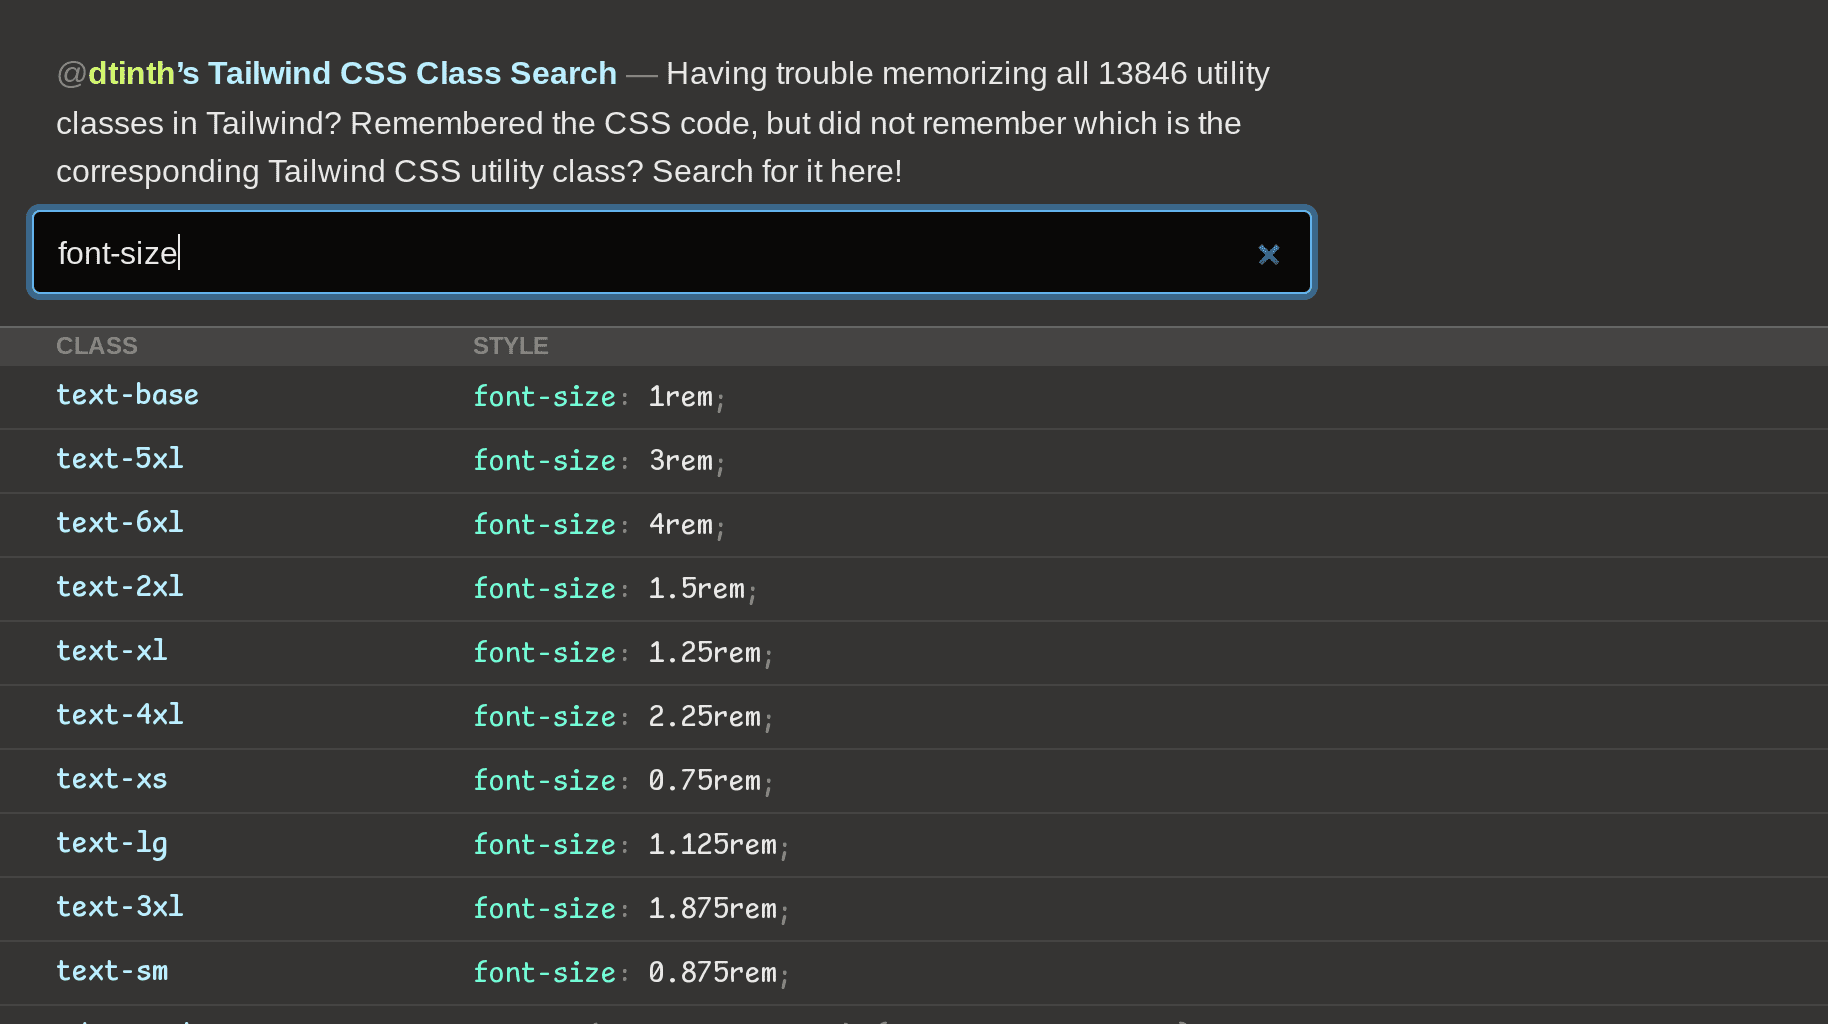 @dtinth’s Tailwind CSS Class Search — Having trouble memorizing all 13846 utility
classes in Tailwind? Remembered the CSS code, but did not remember which is the
corresponding Tailwind CSS utility class? Search for it here!
font-size
CLASS STYLE
text-base font-size: 1rem;
text-5xl font-size: 3rem;
text-6xl font-size: 4rem;
text-2xl font-size: 1.5rem;
text-xl font-size: 1.25rem;
text-4xl font-size: 2.25rem;
text-xs font-size: 0.75rem;
text-lg font-size: 1.125rem;
text-3xl font-size: 1.875rem;
text-sm font-size: 0.875rem;